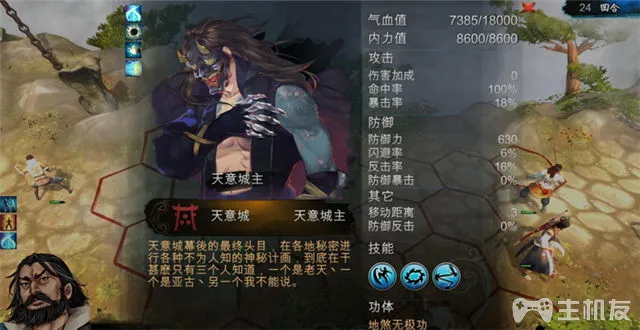 24 回合
气血值 7385/18000
内力值 8600/8600
攻击
伤害加成 0
命中率 100%
暴击率 18%
防御
防御力 630
闪避率 6%
反击率 16%
防御暴击 0%
其它
移动距离 3
防御反击 0%
技能
功体
地煞无极功
天意城主
天意城 天意城主
天意城幕後的最终头目，在各地秘密进
行各种不为人知的神秘计画，到底在干
甚麽只有三个人知道，一个是老天、一
个是亚古、另一个我不能说。
主机友